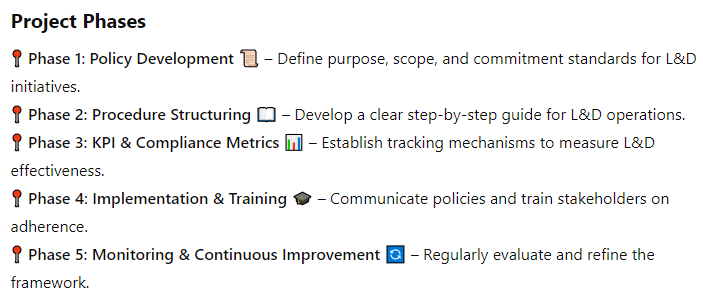 Project Phases
📍 Phase 1: Policy Development 📜 – Define purpose, scope, and commitment standards for L&D
initiatives.
📍 Phase 2: Procedure Structuring 📖 – Develop a clear step-by-step guide for L&D operations.
📍 Phase 3: KPI & Compliance Metrics 📊 – Establish tracking mechanisms to measure L&D
effectiveness.
📍 Phase 4: Implementation & Training 🎓 – Communicate policies and train stakeholders on
adherence.
📍 Phase 5: Monitoring & Continuous Improvement 🔄 – Regularly evaluate and refine the
framework.